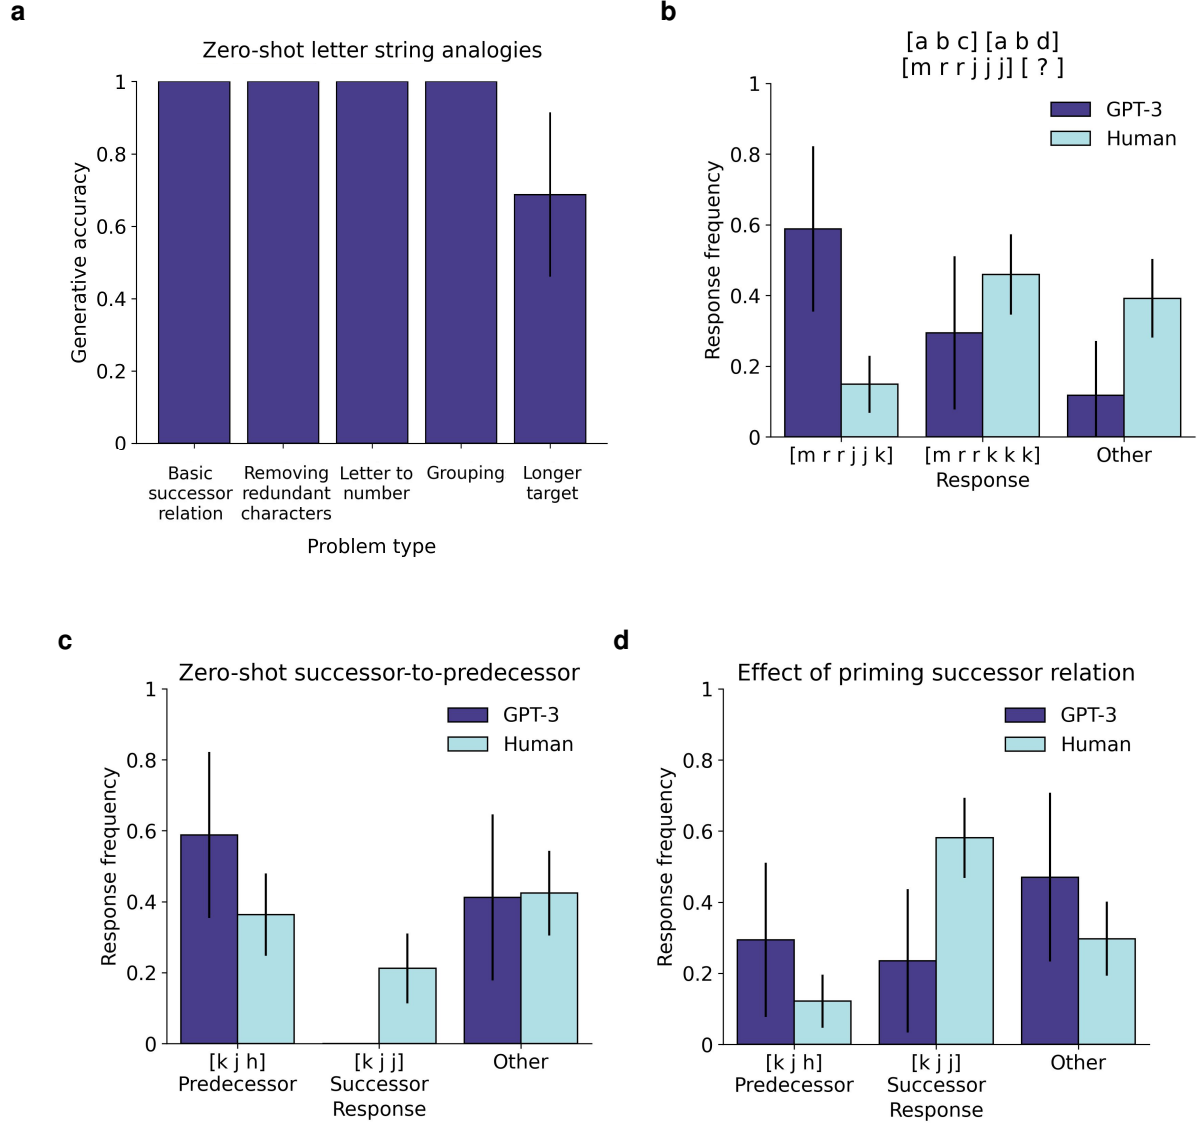 a
Zero-shot letter string analogies
Generative accuracy
1
0.8
0.6
0.4
0.2
0
Basic successor relation
Removing redundant characters
Letter to number
Grouping
Longer target
Problem type
b
[a b c] [a b d]
[m r r j j j] [ ? ]
GPT-3
Human
Response frequency
1
0.8
0.6
0.4
0.2
0
[m r r j j k]
[m r r k k k]
Other
Response
c
Zero-shot successor-to-predecessor
GPT-3
Human
Response frequency
1
0.8
0.6
0.4
0.2
0
[k j h]
Predecessor
[k j j]
Successor
Other
Response
d
Effect of priming successor relation
GPT-3
Human
Response frequency
1
0.8
0.6
0.4
0.2
0
[k j h]
Predecessor
[k j j]
Successor
Other
Response